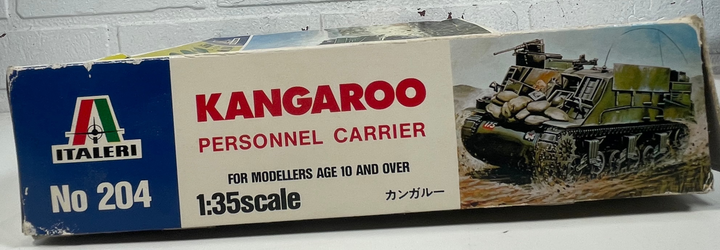 ITALERI
No 204
KANGAROO
PERSONNEL CARRIER
FOR MODELLERS AGE 10 AND OVER
1:35scale
カンガルー